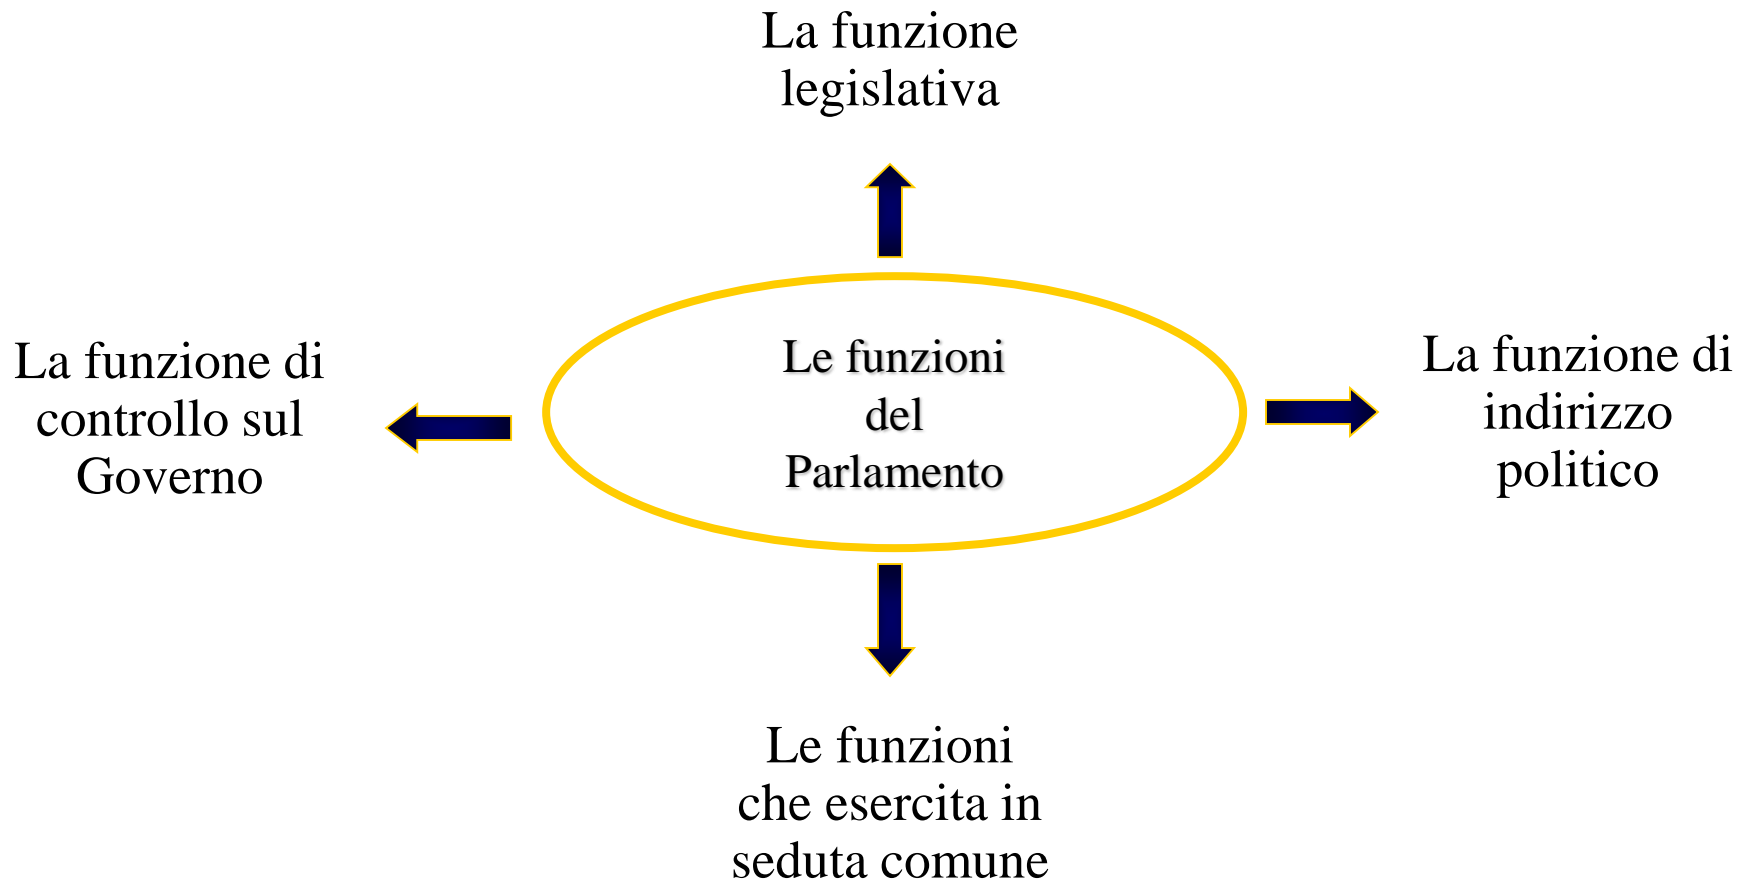 La funzione
legislativa
La funzione di
controllo sul
Governo
Le funzioni
del
Parlamento
La funzione di
indirizzo
politico
Le funzioni
che esercita in
seduta comune